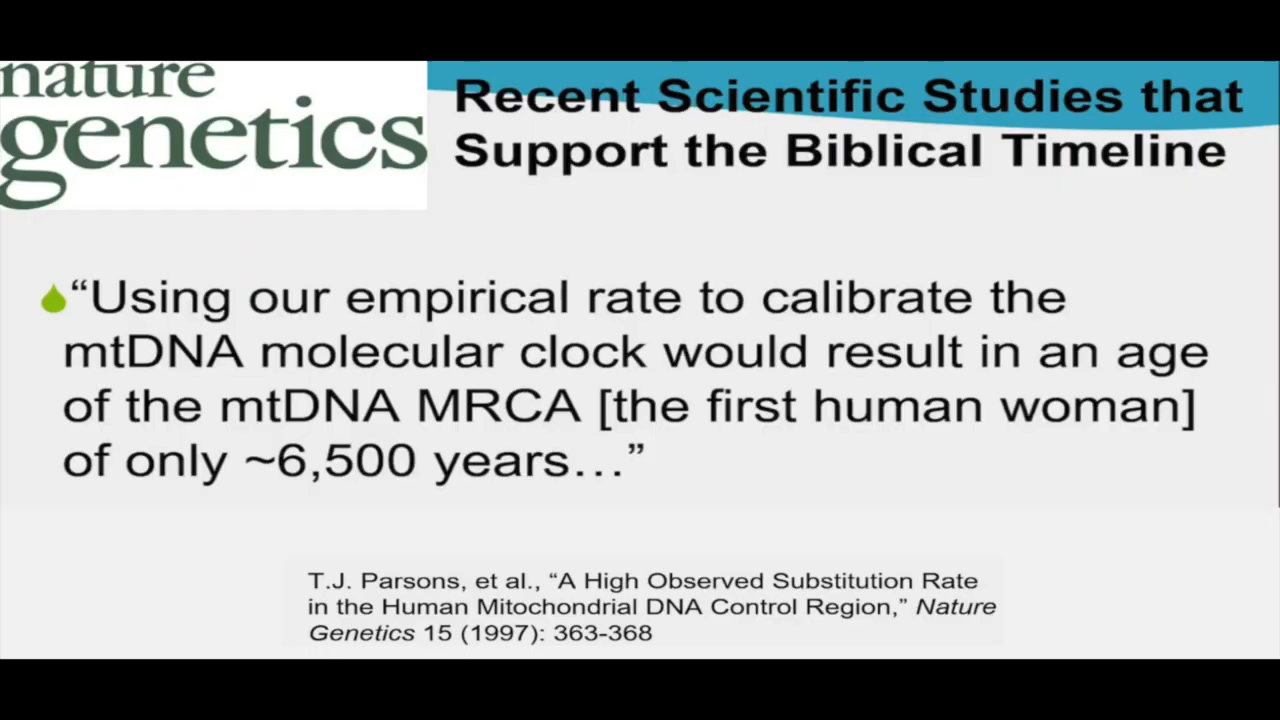 nature
genetics
Recent Scientific Studies that
Support the Biblical Timeline
“Using our empirical rate to calibrate the
mtDNA molecular clock would result in an age
of the mtDNA MRCA [the first human woman]
of only ~6,500 years…”
T.J. Parsons, et al., “A High Observed Substitution Rate
in the Human Mitochondrial DNA Control Region,” Nature
Genetics 15 (1997): 363-368